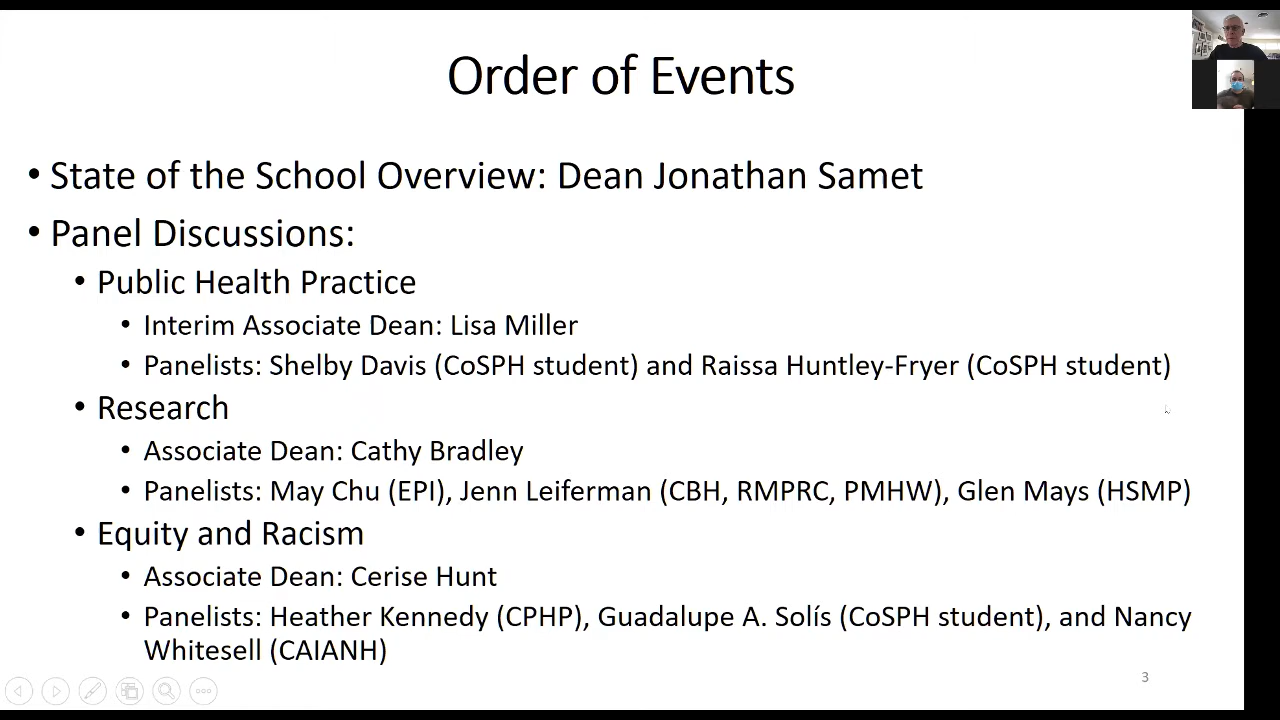 Order of Events
• State of the School Overview: Dean Jonathan Samet
• Panel Discussions:
• Public Health Practice
• Interim Associate Dean: Lisa Miller
• Panelists: Shelby Davis (CoSPH student) and Raissa Huntley-Fryer (CoSPH student)
• Research
• Associate Dean: Cathy Bradley
• Panelists: May Chu (EPI), Jenn Leiferman (CBH, RMPRC, PMHW), Glen Mays (HSMP)
• Equity and Racism
• Associate Dean: Cerise Hunt
• Panelists: Heather Kennedy (CPHP), Guadalupe A. Solís (CoSPH student), and Nancy
Whitesell (CAIANH)
3